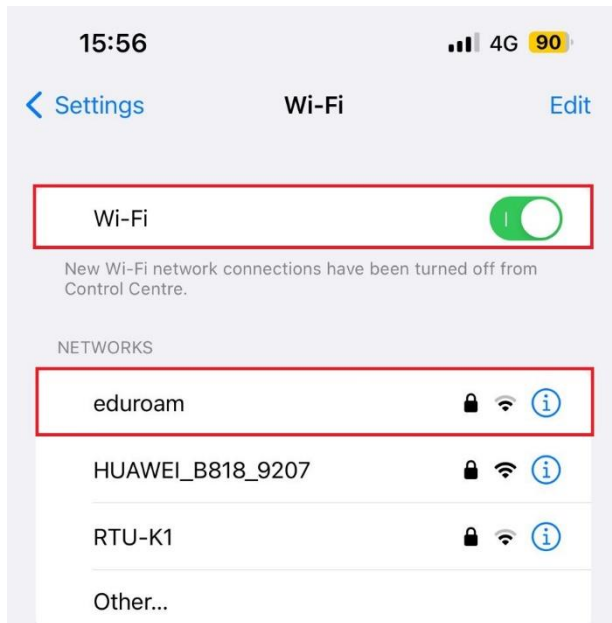 15:56 4G 90
Settings Wi-Fi Edit
Wi-Fi
New Wi-Fi network connections have been turned off from
Control Centre.
NETWORKS
eduroam
HUAWEI_B818_9207
RTU-K1
Other...